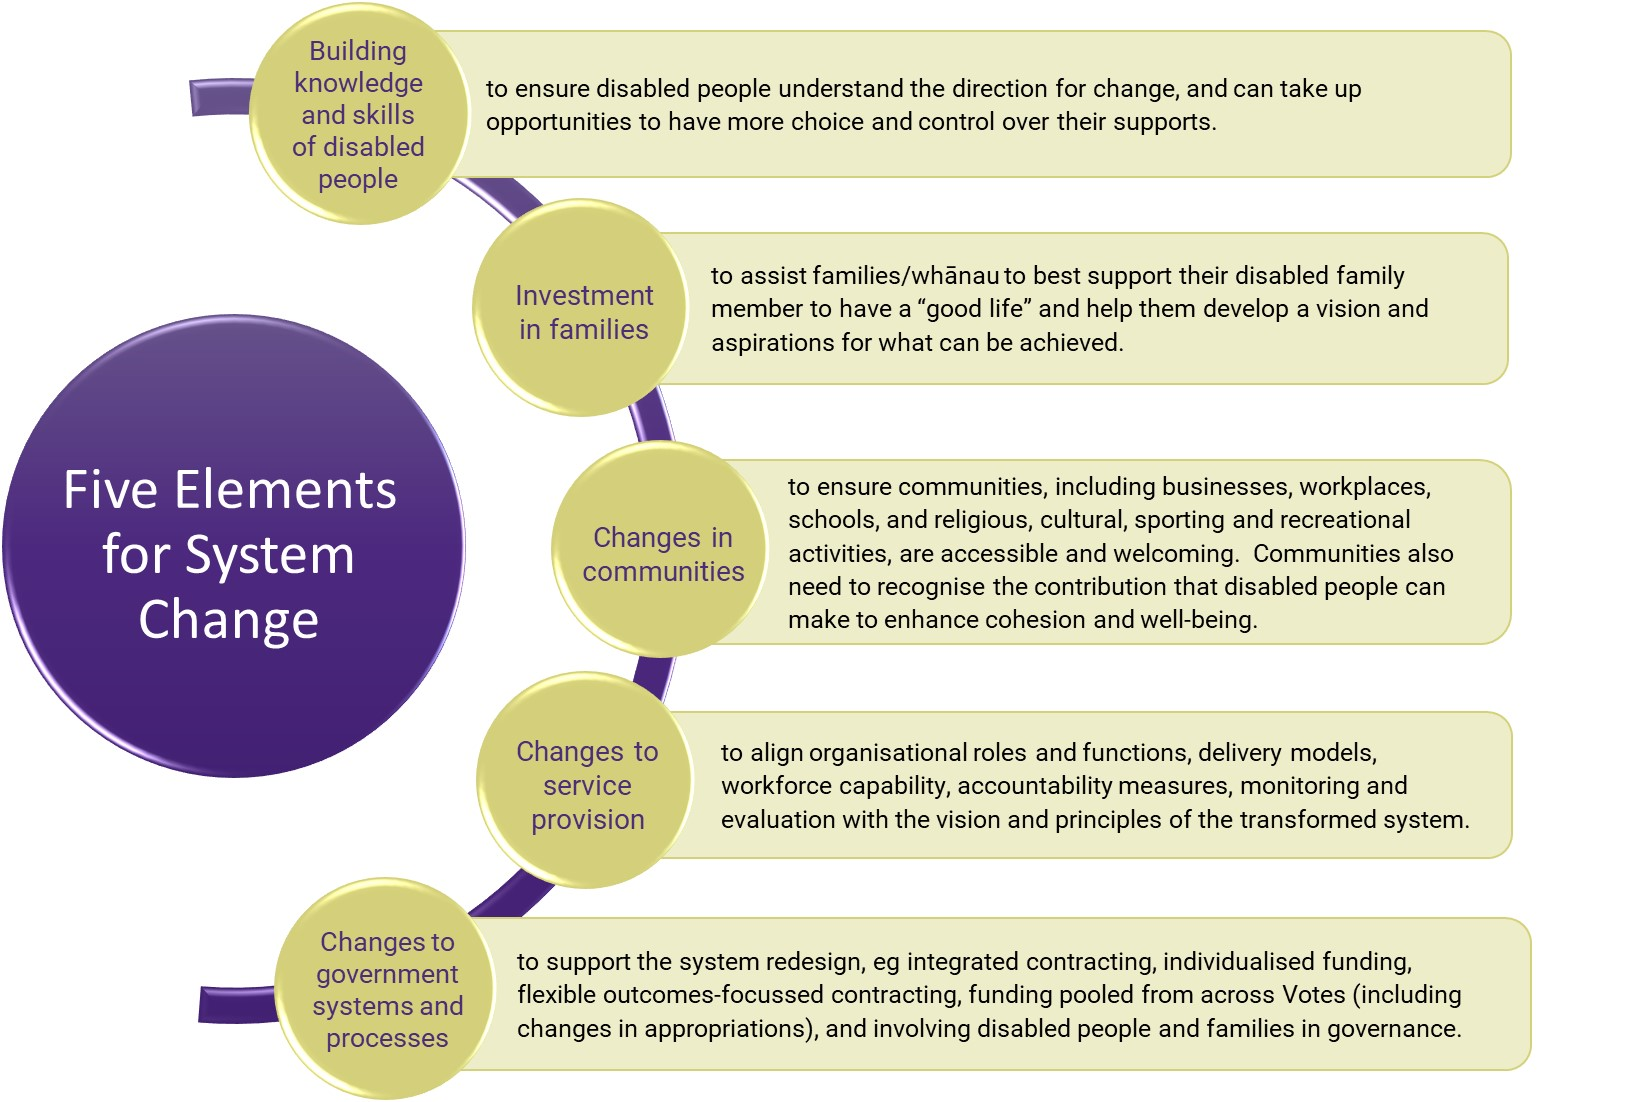 Building
knowledge
and skills
of disabled
people
to ensure disabled people understand the direction for change, and can take up
opportunities to have more choice and control over their supports.
Investment
in families
to assist families/whānau to best support their disabled family
member to have a “good life” and help them develop a vision and
aspirations for what can be achieved.
Five Elements
for System
Change
Changes in
communities
to ensure communities, including businesses, workplaces,
schools, and religious, cultural, sporting and recreational
activities, are accessible and welcoming.  Communities also
need to recognise the contribution that disabled people can
make to enhance cohesion and well-being.
Changes to
service
provision
to align organisational roles and functions, delivery models,
workforce capability, accountability measures, monitoring and
evaluation with the vision and principles of the transformed system.
Changes to
government
systems and
processes
to support the system redesign, eg integrated contracting, individualised funding,
flexible outcomes-focussed contracting, funding pooled from across Votes (including
changes in appropriations), and involving disabled people and families in governance.